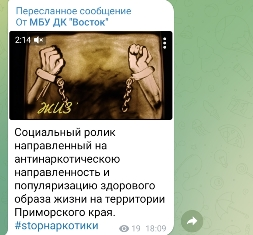 Пересланное сообщение
От МБУ ДК "Восток"
2:14
жиз
Социальный ролик
направленный на
антинаркотическою
направленность и
популяризацию здорового
образа жизни на территории
Приморского края.
#stopнаркотики
19 18:09